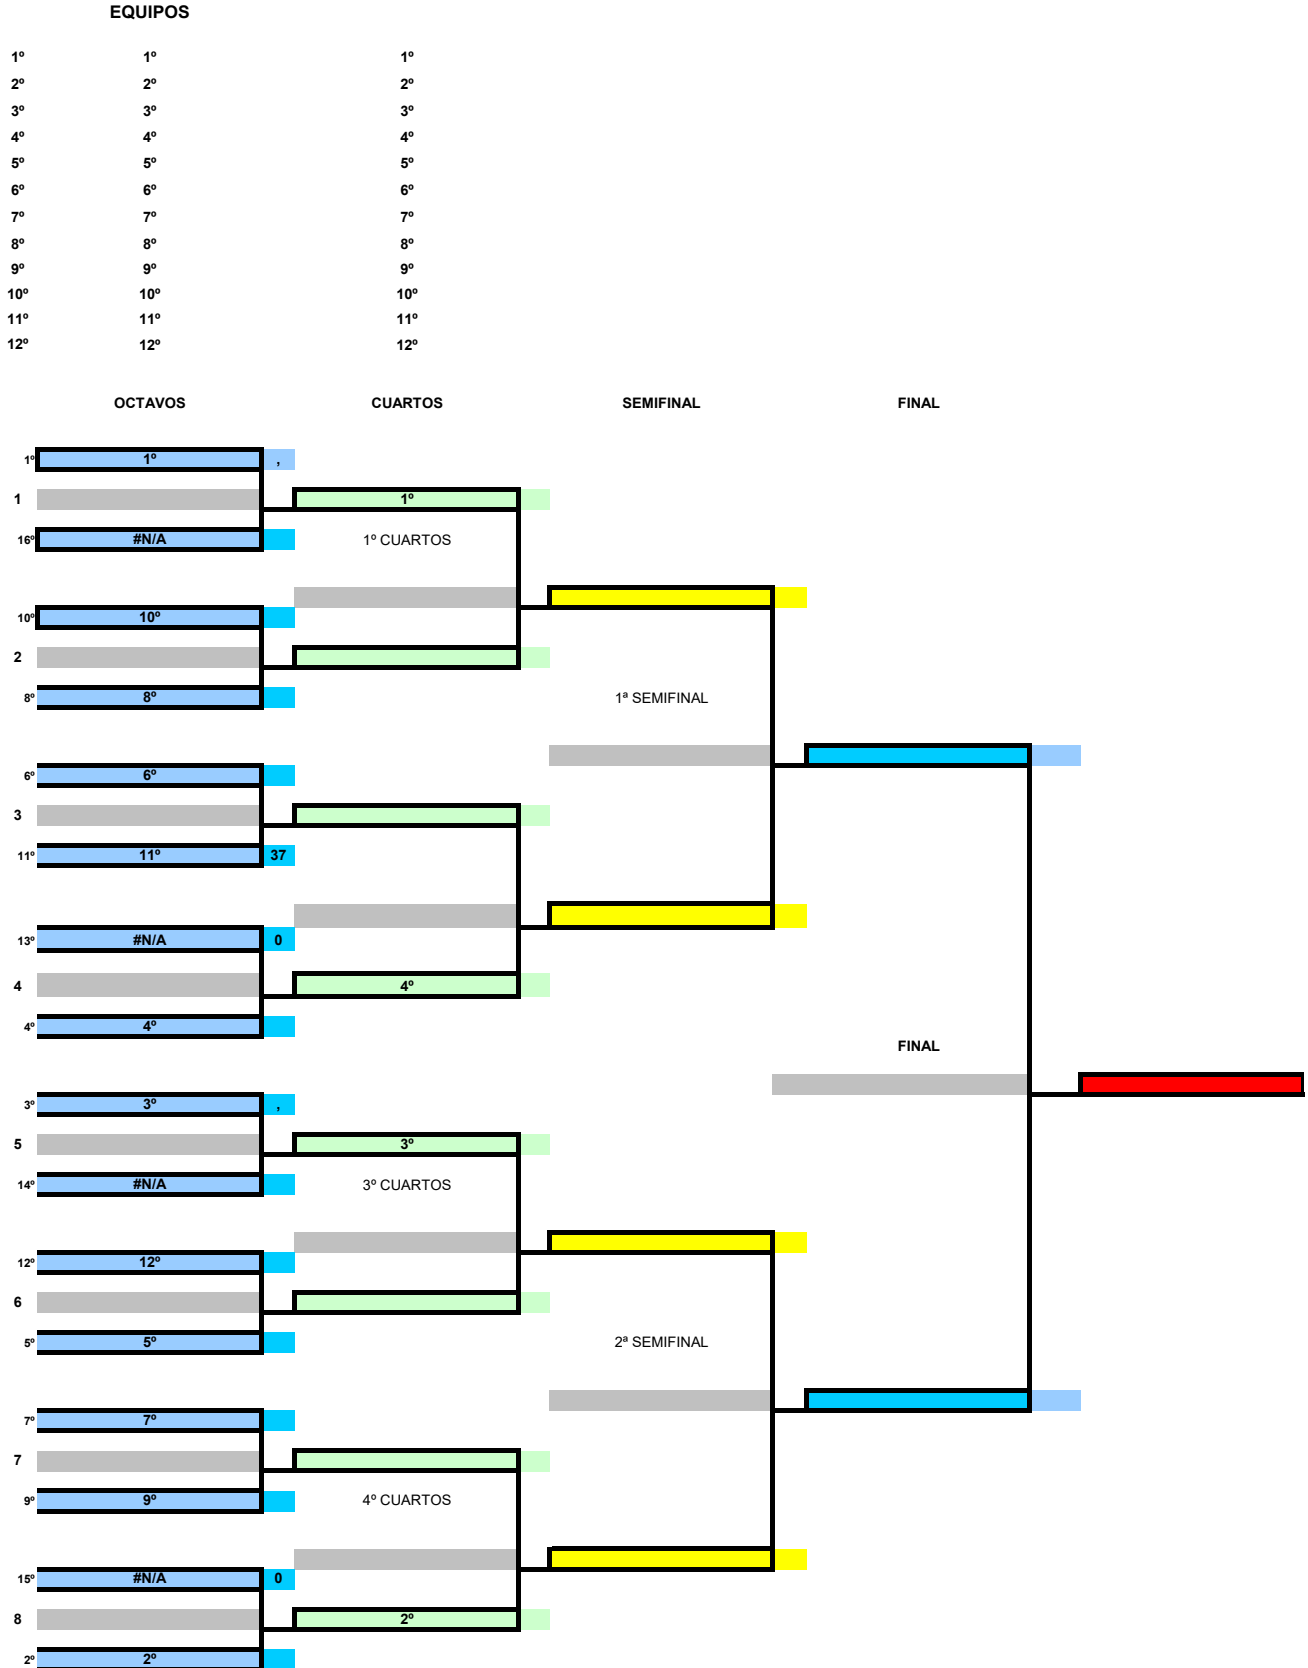 EQUIPOS
1º 1º 1º
2º 2º 2º
3º 3º 3º
4º 4º 4º
5º 5º 5º
6º 6º 6º
7º 7º 7º
8º 8º 8º
9º 9º 9º
10º 10º 10º
11º 11º 11º
12º 12º 12º
OCTAVOS CUARTOS SEMIFINAL FINAL
1º 1º ,
1 1º
16º #N/A 1º CUARTOS
10º 10º
2
8º 8º 1ª SEMIFINAL
6º 6º
3
11º 11º 37
13º #N/A 0
4 4º
4º 4º
FINAL
3º 3º ,
5 3º
14º #N/A 3º CUARTOS
12º 12º
6
5º 5º 2ª SEMIFINAL
7º 7º
7
9º 9º 4º CUARTOS
15º #N/A 0
8 2º
2º 2º